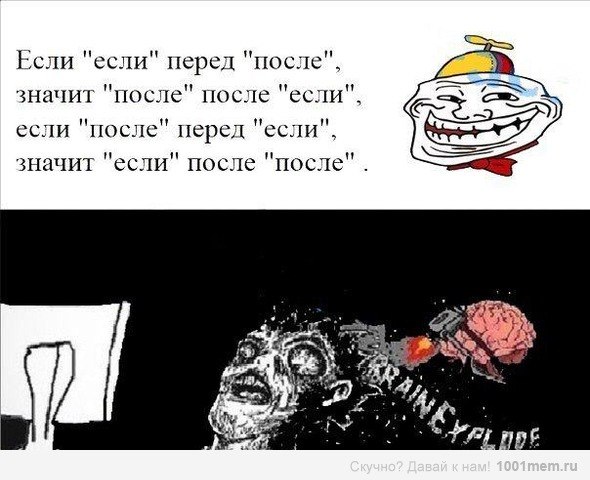 Если "если" перед "после",
значит "после" после "если",
если "после" перед "если",
значит "если" после "после" .
BRAIN EXPLODE
Скучно? Давай к нам! 1001mem.ru